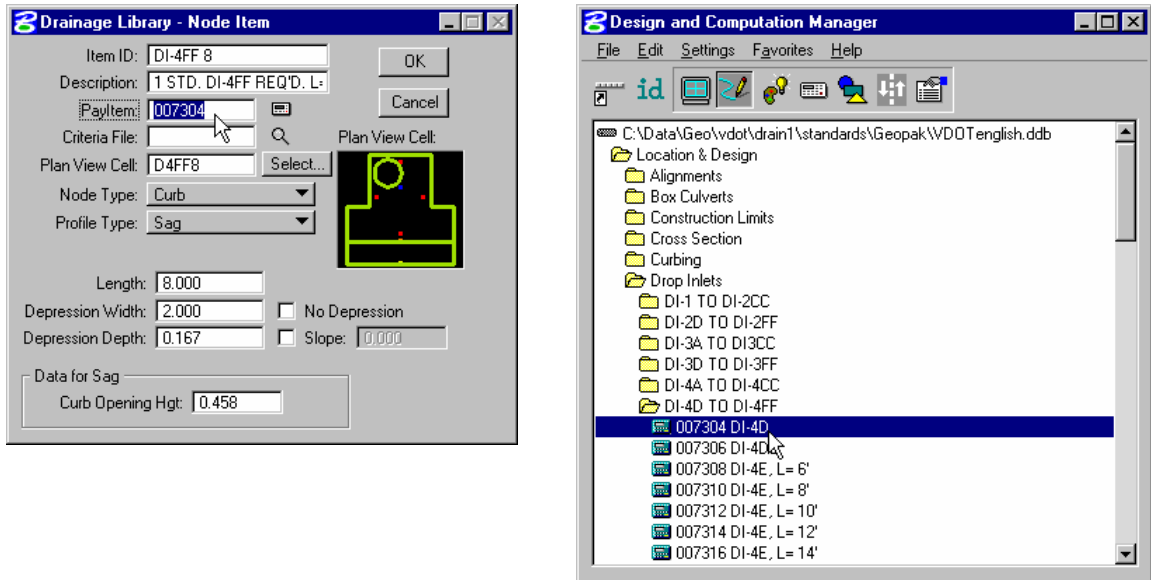 Drainage Library - Node Item
Item ID: DI-4FF 8
OK
Description: 1 STD. DI-4FF REQ'D. L=
PayItem: 007304
Cancel
Criteria File:
Plan View Cell:
Plan View Cell: D4FF8 Select...
Node Type: Curb
Profile Type: Sag
Length: 8.000
Depression Width: 2.000 No Depression
Depression Depth: 0.167 Slope: 0.000
Data for Sag
Curb Opening Hgt: 0.458
Design and Computation Manager
File Edit Settings Favorites Help
id
C:\Data\Geo\vdot\drain1\standards\Geopak\VDOTenglish.ddb
Location & Design
Alignments
Box Culverts
Construction Limits
Cross Section
Curbing
Drop Inlets
DI-1 TO DI-2CC
DI-2D TO DI-2FF
DI-3A TO DI3CC
DI-3D TO DI-3FF
DI-4A TO DI-4CC
DI-4D TO DI-4FF
007304 DI-4D
007306
007308 DI-4E, L= 6'
007310 DI-4E, L= 8'
007312 DI-4E, L= 10'
007314 DI-4E, L= 12'
007316 DI-4E, L= 14'